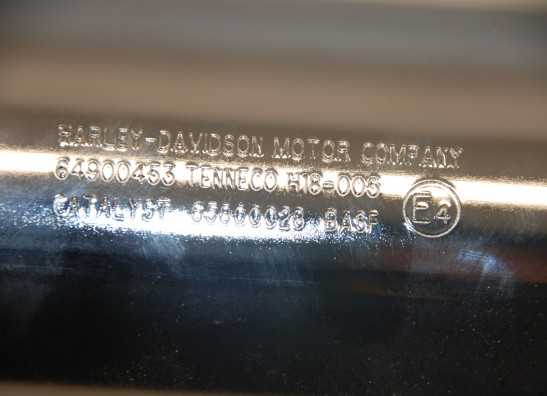 HARLEY-DAVIDSON MOTOR COMPANY
64900453 TENNECO H18-005
CATALYST 65600028 BASF
E4